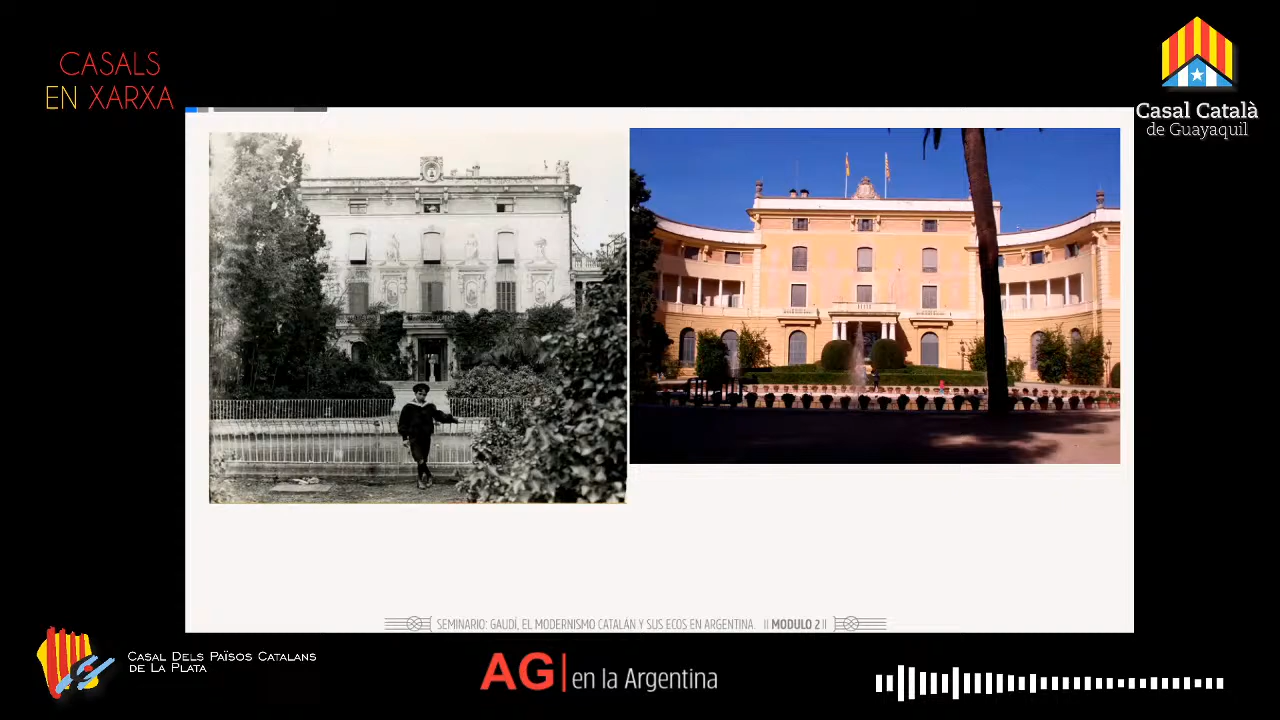 CASALS
EN XARXA
Casal Català
de Guayaquil
SEMINARIO: GAUDÍ, EL MODERNISMO CATALÁN Y SUS ECOS EN ARGENTINA. || MODULO 2 ||
CASAL DELS PAÏSOS CATALANS
DE LA PLATA
AG | en la Argentina